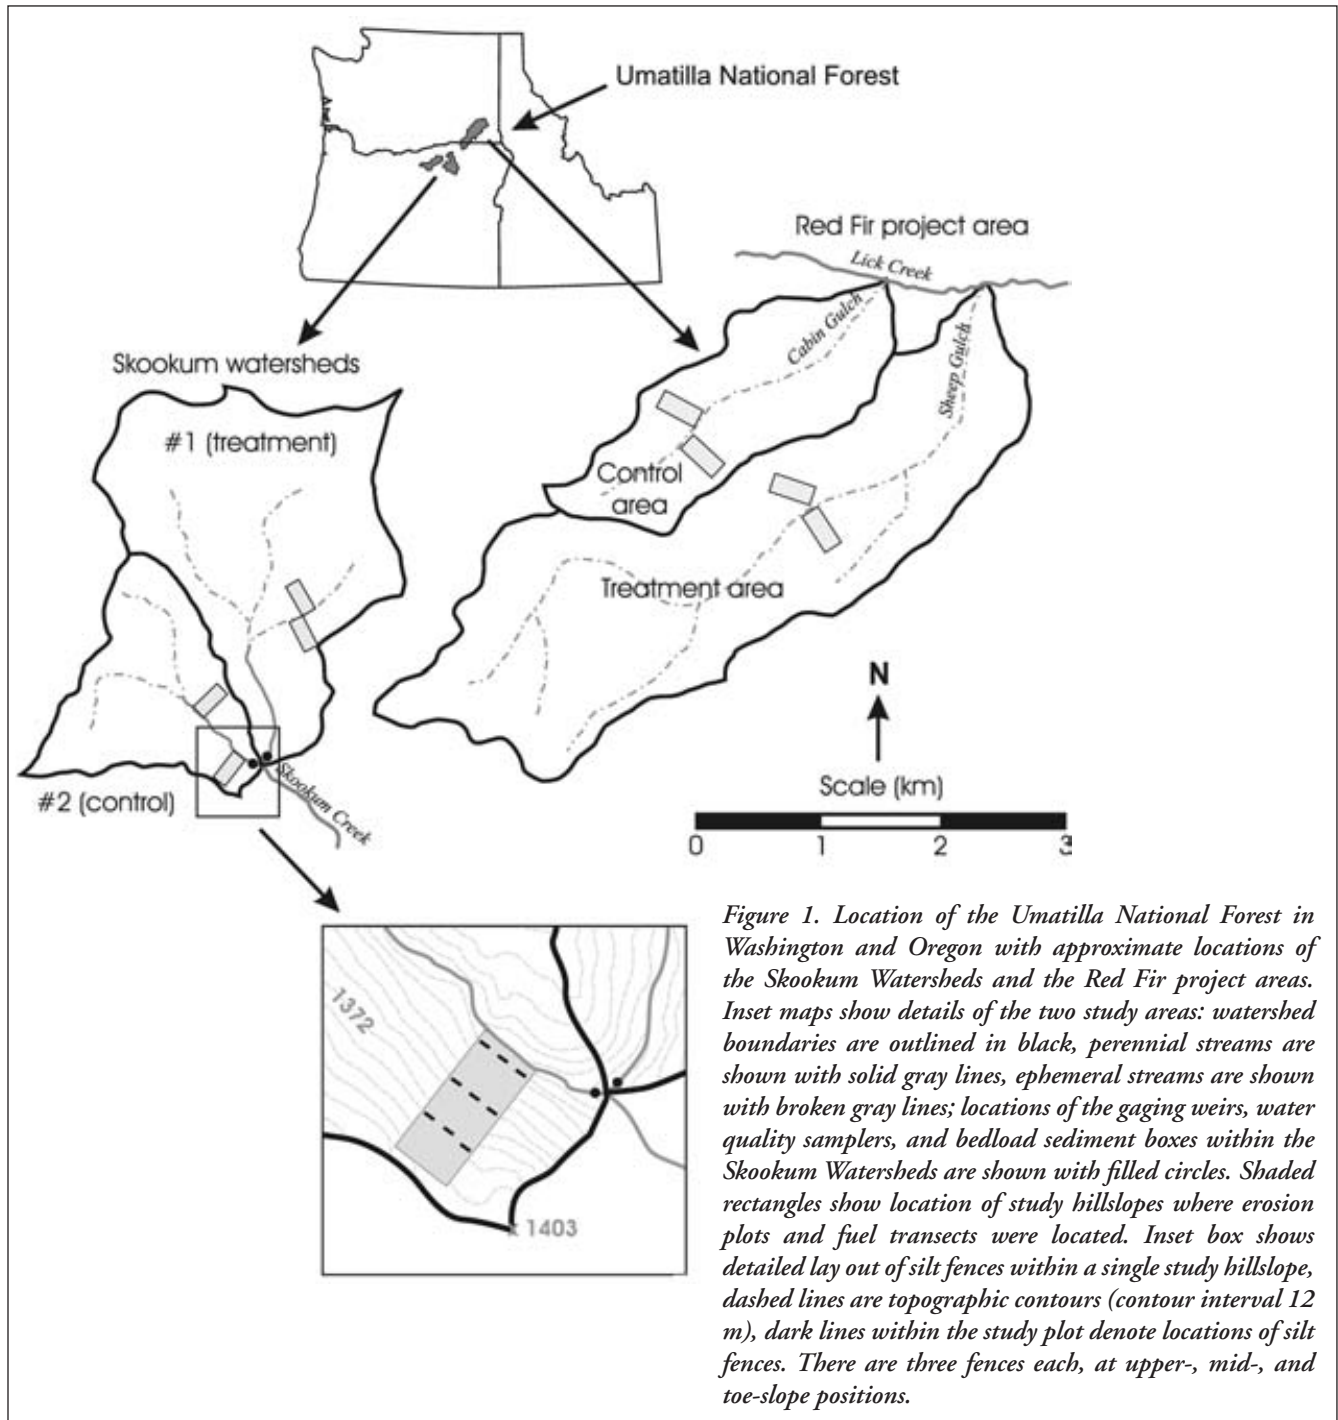 Umatilla National Forest
Red Fir project area
Lick Creek
Cabin Gulch
Sheep Gulch
Skookum watersheds
#1 (treatment)
Control
area
Treatment area
N
#2 (control)
Skookum Creek
Scale (km)
0 1 2 3
1372
1403
Figure 1. Location of the Umatilla National Forest in
Washington and Oregon with approximate locations of
the Skookum Watersheds and the Red Fir project areas.
Inset maps show details of the two study areas: watershed
boundaries are outlined in black, perennial streams are
shown with solid gray lines, ephemeral streams are shown
with broken gray lines; locations of the gaging weirs, water
quality samplers, and bedload sediment boxes within the
Skookum Watersheds are shown with filled circles. Shaded
rectangles show location of study hillslopes where erosion
plots and fuel transects were located. Inset box shows
detailed lay out of silt fences within a single study hillslope,
dashed lines are topographic contours (contour interval 12
m), dark lines within the study plot denote locations of silt
fences. There are three fences each, at upper-, mid-, and
toe-slope positions.